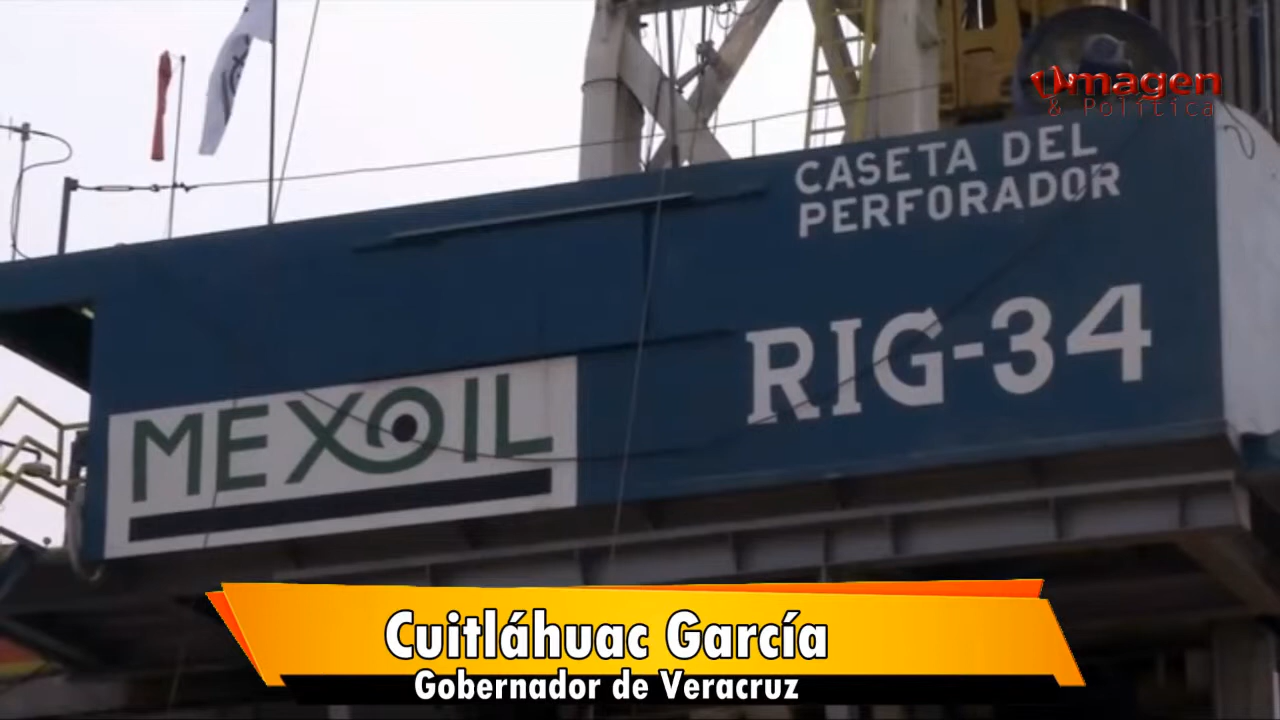 Imagen
& Política
CASETA DEL
PERFORADOR
RIG-34
MEXOIL
Cuitláhuac García
Gobernador de Veracruz